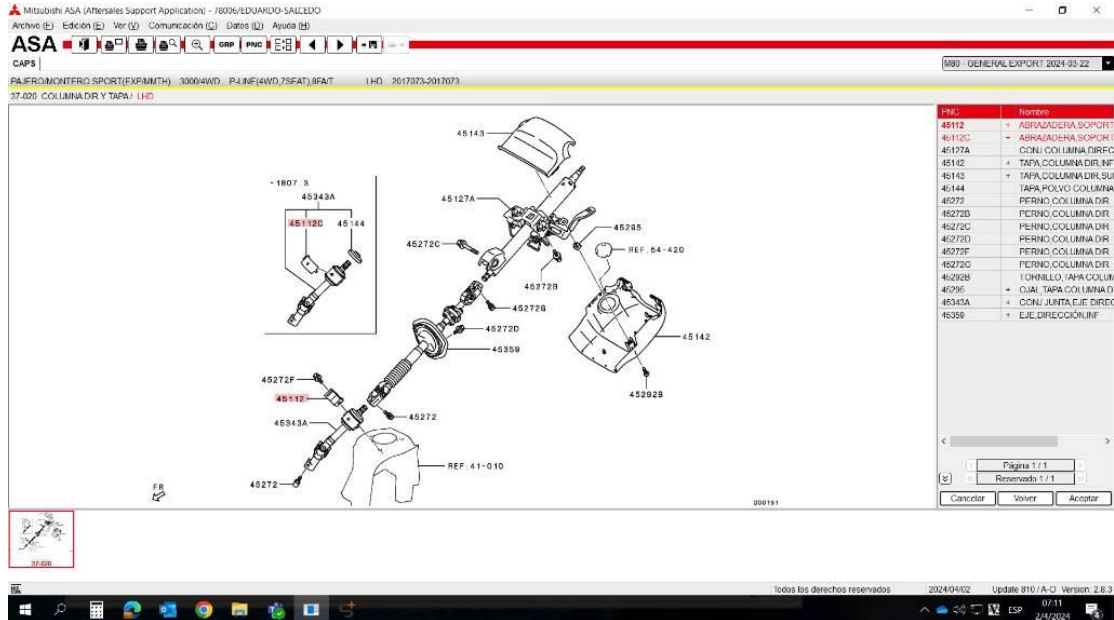 Mitsubishi ASA (Aftersales Support Application) - 78006/EDUARDO-SALCEDO
Archivo (F) Edición (E) Ver (V) Comunicación (C) Datos (D) Ayuda (H)
ASA GRP PNC
CAPS M80 - GENERAL EXPORT 2024-03-22
PAJERO/MONTERO SPORT(EXP/MMTH) 3000/4WD P-LINE(4WD,7SEAT),8FA/T LHD 2017073-2017073
37-020 COLUMNA DIR Y TAPA / LHD
PNC Nombre
45112 + ABRAZADERA,SOPORT
45112C + ABRAZADERA,SOPORT
45127A CONJ COLUMNA,DIREC
45142 + TAPA,COLUMNA DIR,INF
45143 + TAPA,COLUMNA DIR,SU
45144 TAPA,POLVO COLUMNA
45272 PERNO,COLUMNA DIR
45272B PERNO,COLUMNA DIR
45272C PERNO,COLUMNA DIR
45272D PERNO,COLUMNA DIR
45272F PERNO,COLUMNA DIR
45272G PERNO,COLUMNA DIR
45292B TORNILLO,TAPA COLUM
45295 + OJAL,TAPA COLUMNA D
45343A + CONJ JUNTA,EJE DIREC
45359 + EJE,DIRECCIÓN,INF
45143
- 1807.3
45343A
45112C 45144
45127A
45272C
45295
REF.54-420
45272B
45272G
45272D
45359
45142
45272F
45112
45272
45292B
45343A
REF.41-010
45272
FR
000191
Página 1 / 1
Reservado 1 / 1
Cancelar Volver Aceptar
37-020
Todos los derechos reservados 2024/04/02 Update 810 / A-D Version: 2.8.3
ESP 07:11
2/4/2024